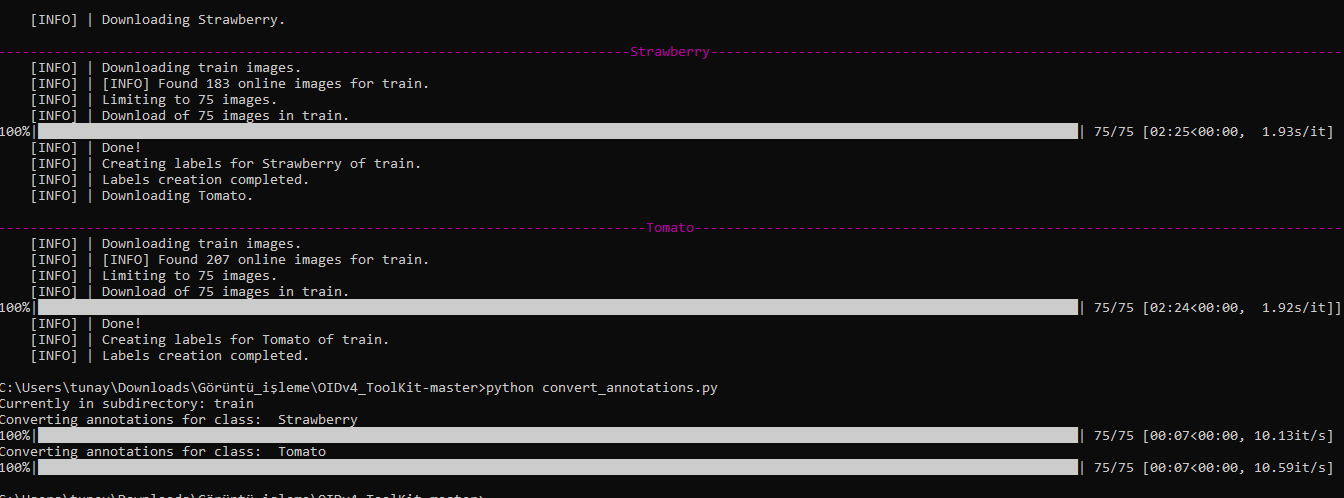 [INFO] | Downloading Strawberry.
Strawberry
[INFO] | Downloading train images.
[INFO] | [INFO] Found 183 online images for train.
[INFO] | Limiting to 75 images.
[INFO] | Download of 75 images in train.
100%| | 75/75 [02:25<00:00,  1.93s/it]
[INFO] | Done!
[INFO] | Creating labels for Strawberry of train.
[INFO] | Labels creation completed.
[INFO] | Downloading Tomato.
Tomato
[INFO] | Downloading train images.
[INFO] | [INFO] Found 207 online images for train.
[INFO] | Limiting to 75 images.
[INFO] | Download of 75 images in train.
100%| | 75/75 [02:24<00:00,  1.92s/it]]
[INFO] | Done!
[INFO] | Creating labels for Tomato of train.
[INFO] | Labels creation completed.
C:\Users\tunay\Downloads\Görüntü_işleme\OIDv4_ToolKit-master>python convert_annotations.py
Currently in subdirectory: train
Converting annotations for class:  Strawberry
100%| | 75/75 [00:07<00:00, 10.13it/s]
Converting annotations for class:  Tomato
100%| | 75/75 [00:07<00:00, 10.59it/s]